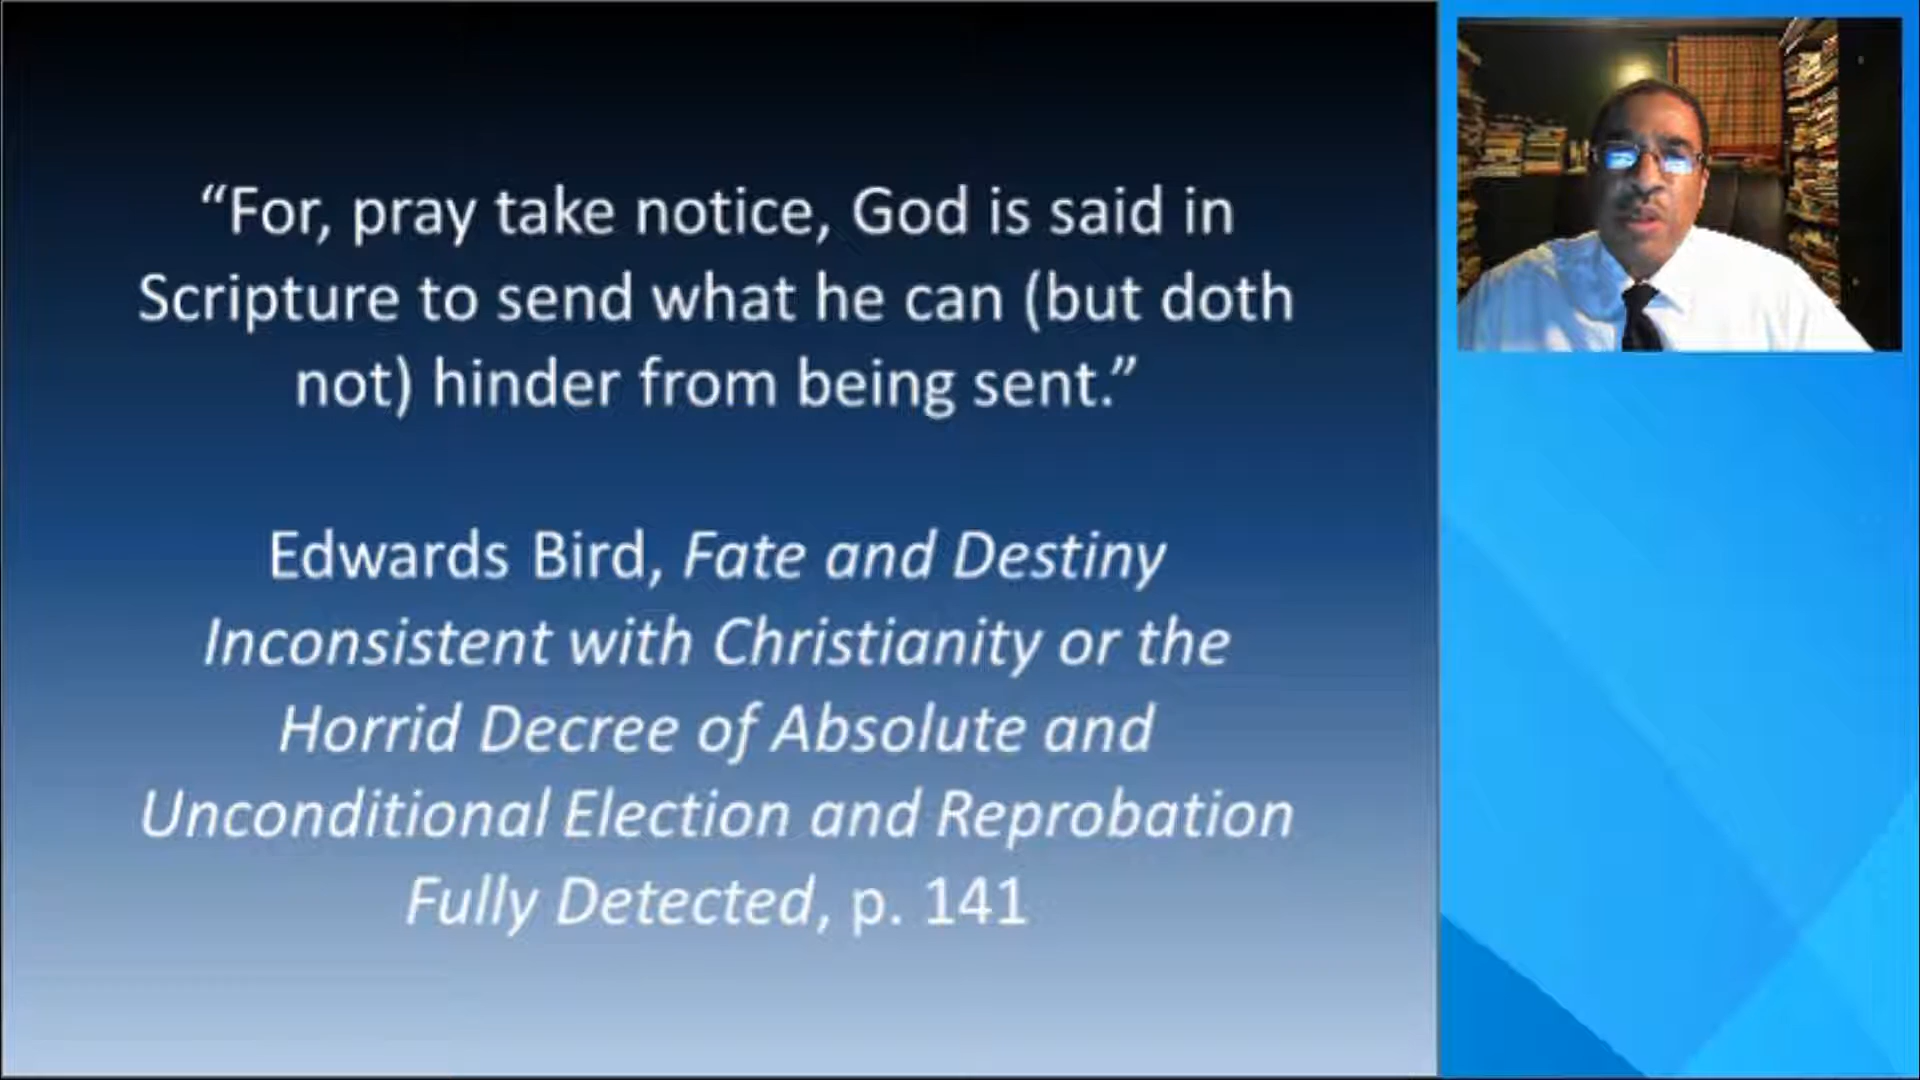 “For, pray take notice, God is said in
Scripture to send what he can (but doth
not) hinder from being sent.”
Edwards Bird, Fate and Destiny
Inconsistent with Christianity or the
Horrid Decree of Absolute and
Unconditional Election and Reprobation
Fully Detected, p. 141